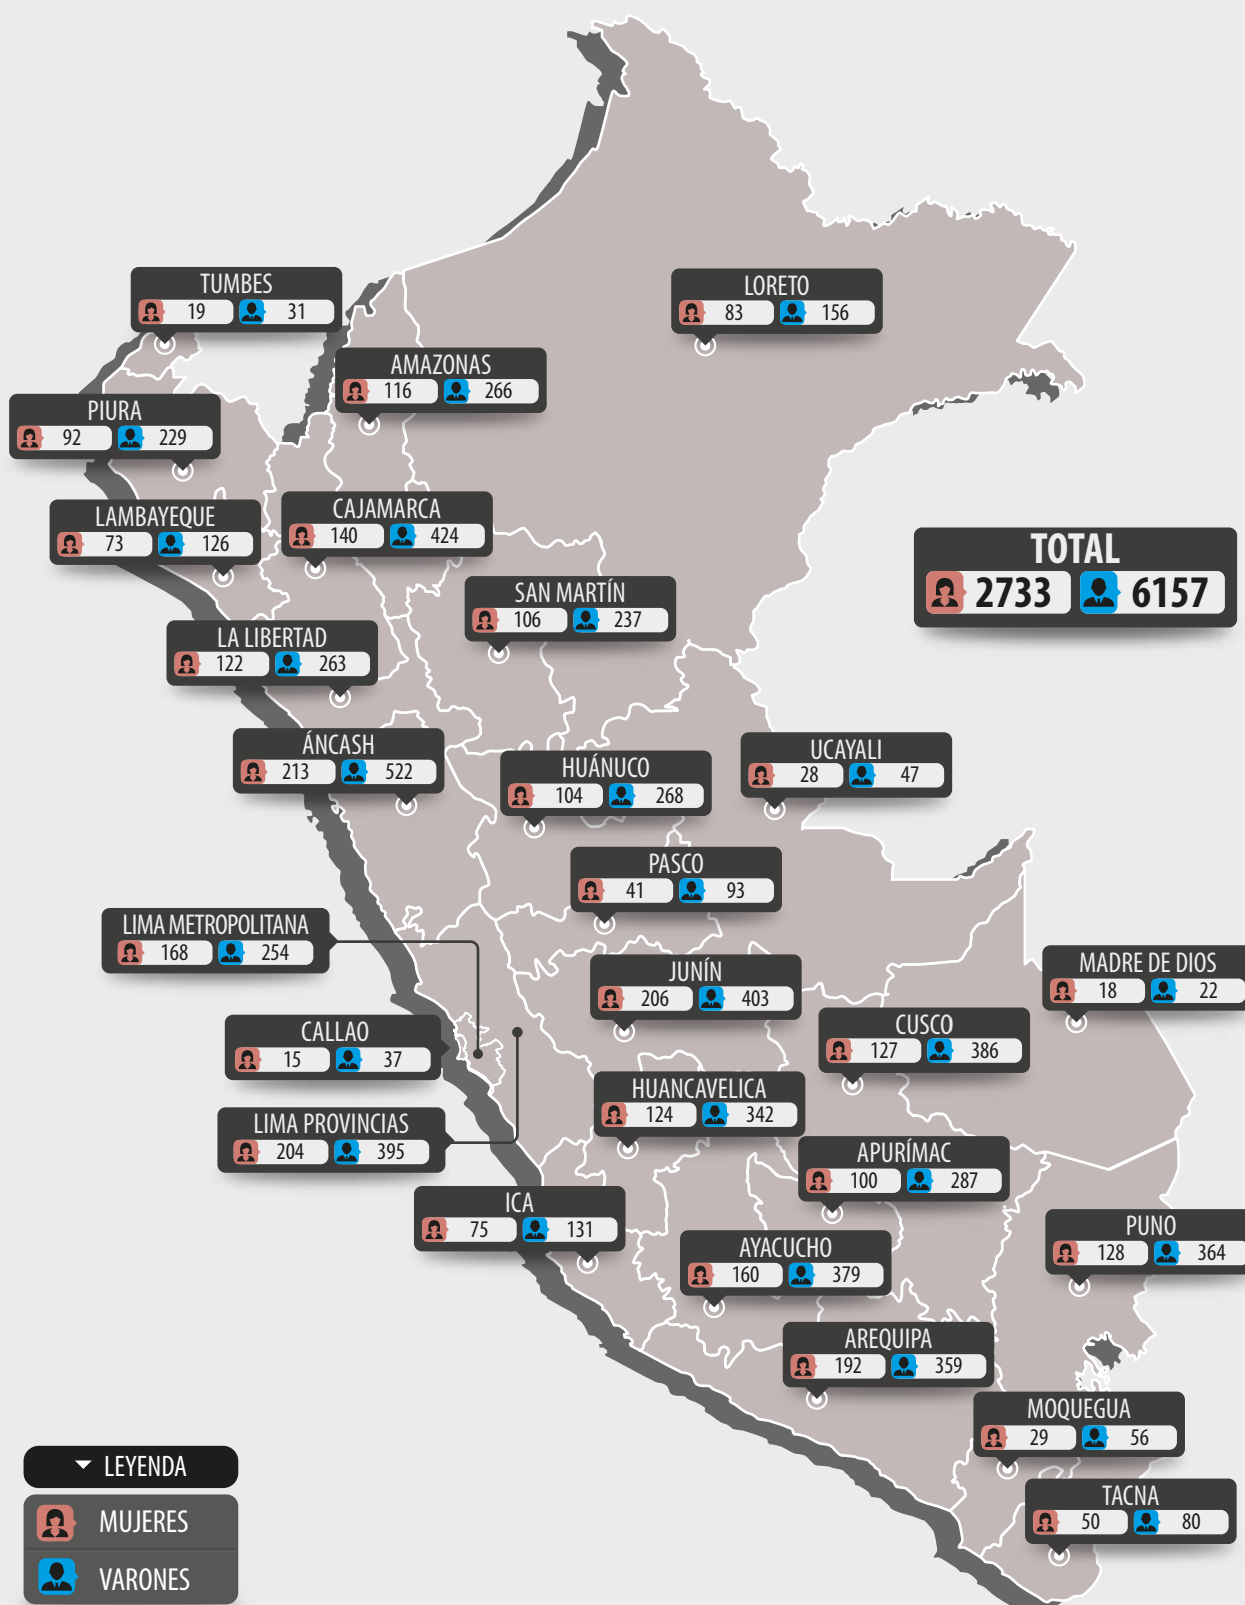 TUMBES
19 31
LORETO
83 156
AMAZONAS
116 266
PIURA
92 229
CAJAMARCA
140 424
LAMBAYEQUE
73 126
TOTAL
2733 6157
SAN MARTÍN
106 237
LA LIBERTAD
122 263
ÁNCASH
213 522
UCAYALI
28 47
HUÁNUCO
104 268
PASCO
41 93
LIMA METROPOLITANA
168 254
MADRE DE DIOS
18 22
JUNÍN
206 403
CUSCO
127 386
CALLAO
15 37
HUANCAVELICA
124 342
LIMA PROVINCIAS
204 395
APURÍMAC
100 287
ICA
75 131
PUNO
128 364
AYACUCHO
160 379
AREQUIPA
192 359
MOQUEGUA
29 56
TACNA
50 80
LEYENDA
MUJERES
VARONES